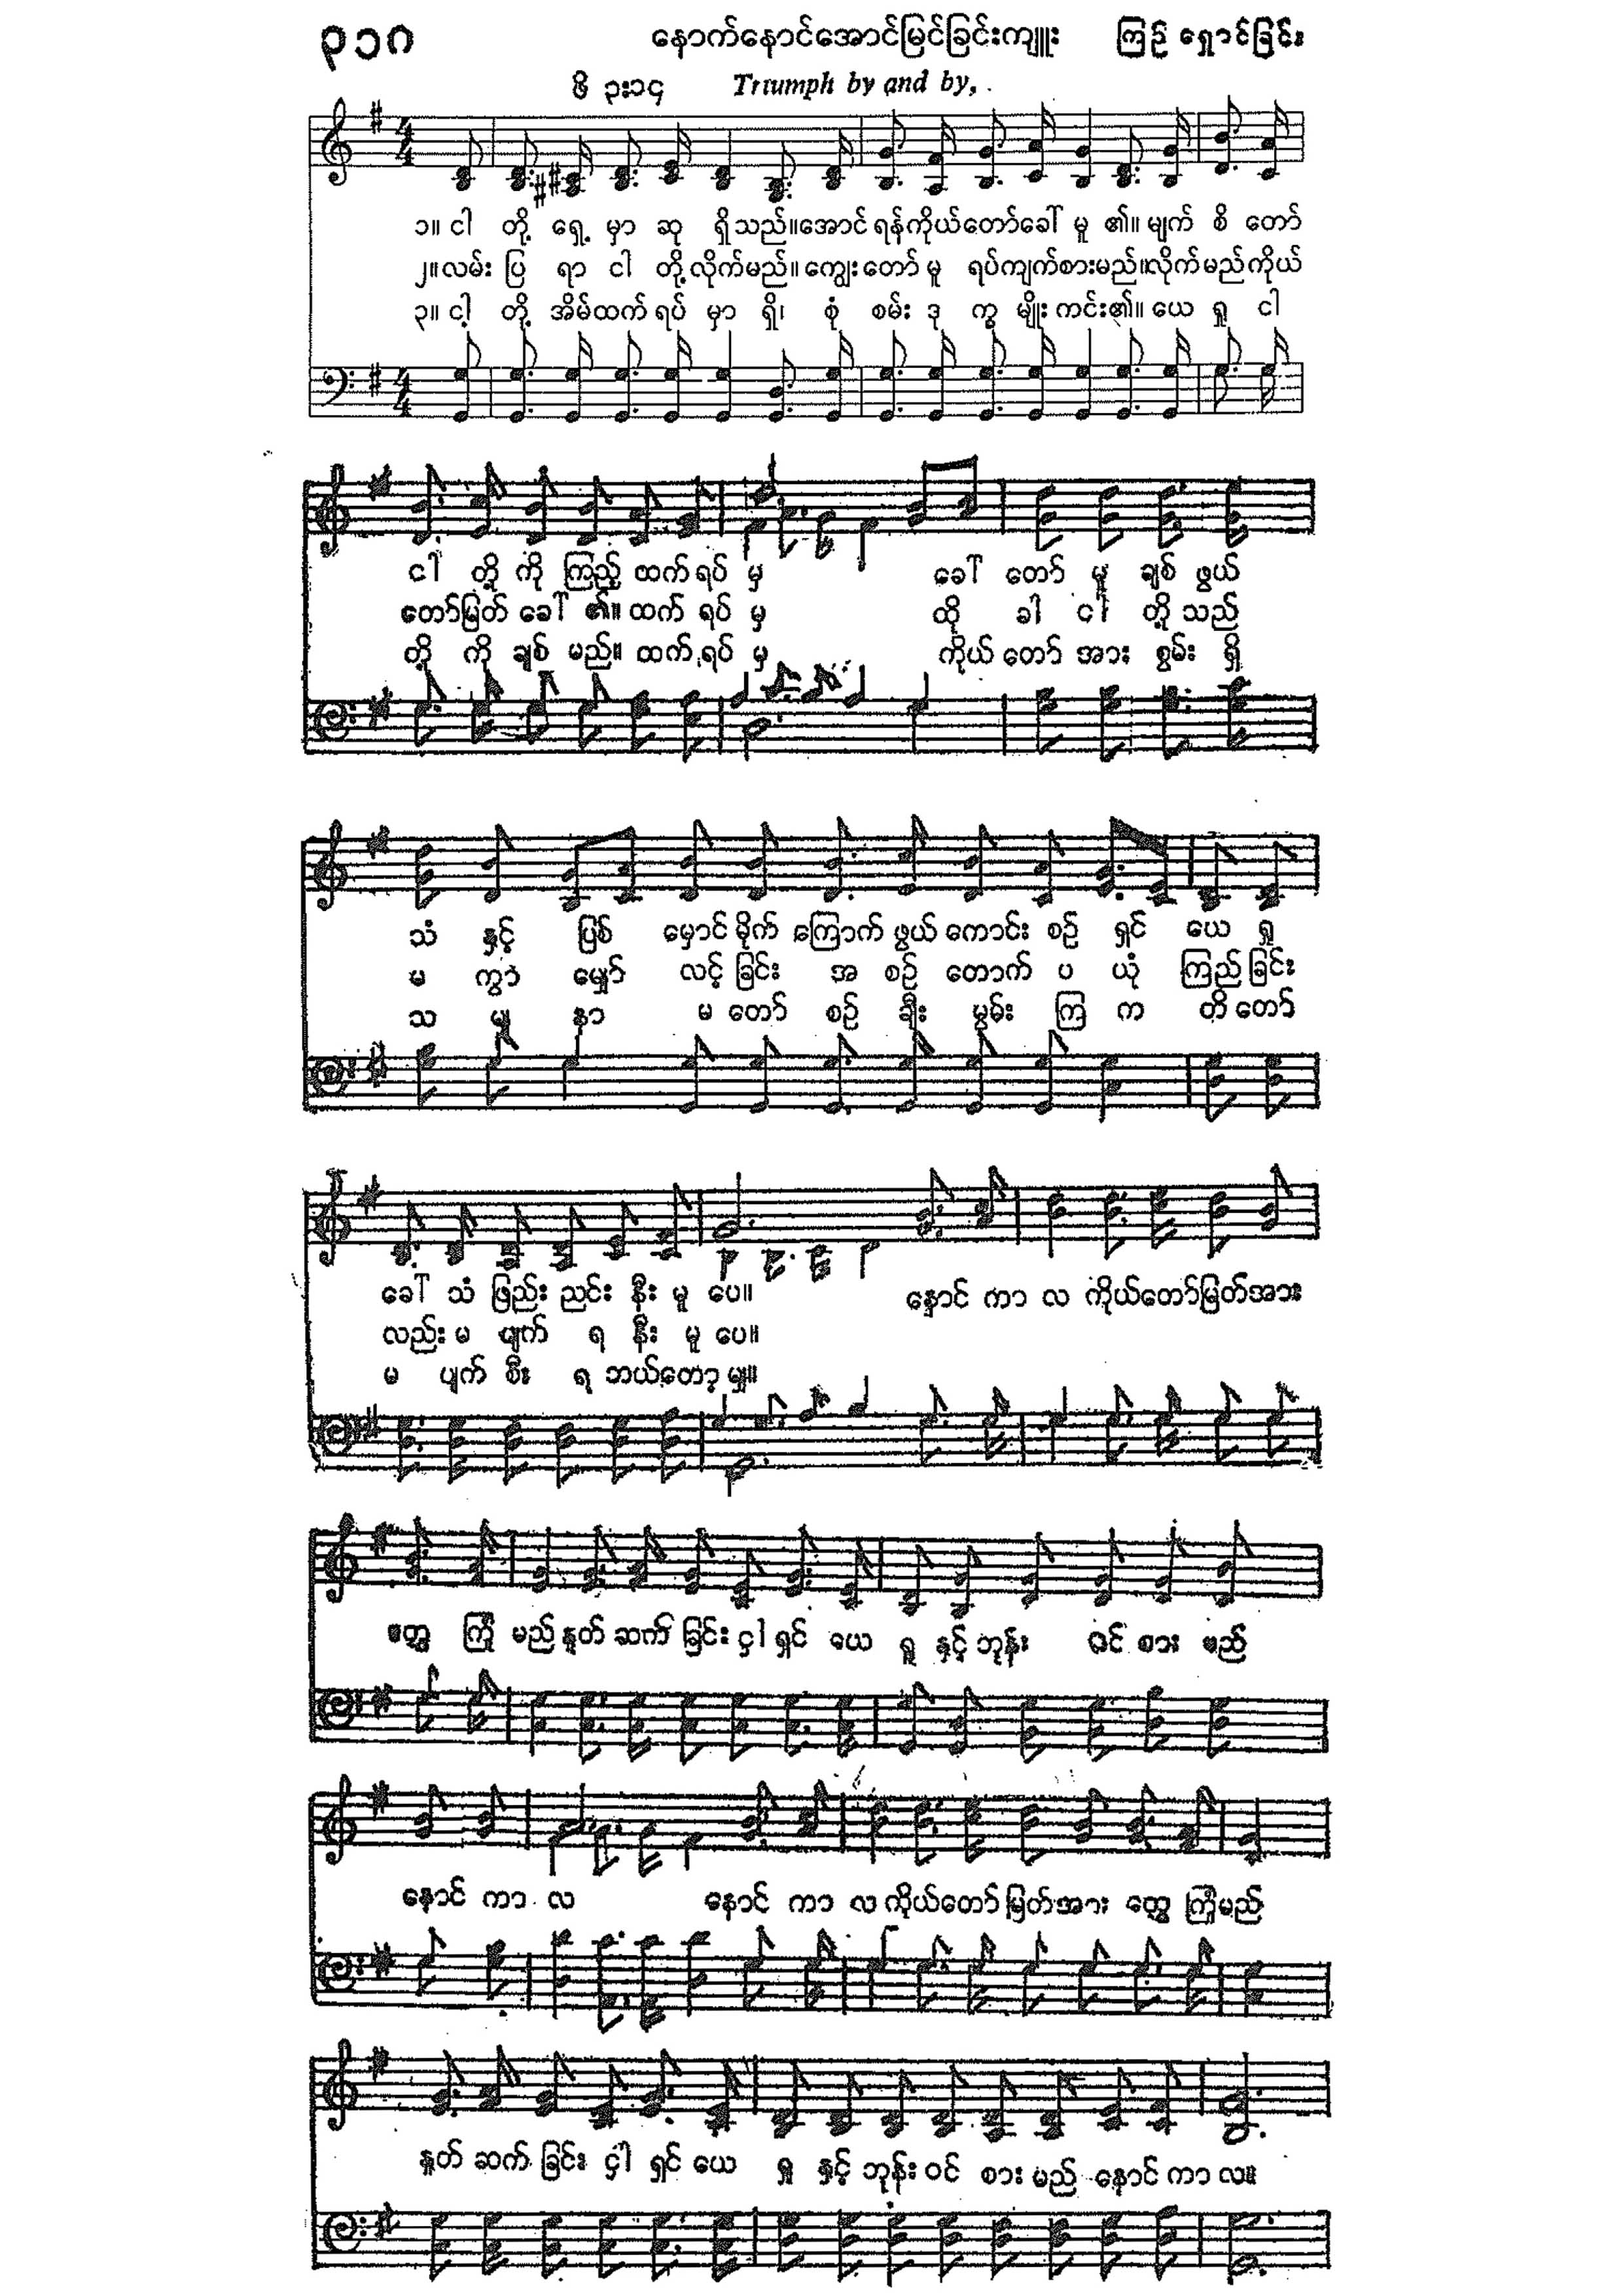 ၃၁၈ နောက်နောင်အောင်မြင်ခြင်းကျူး ကြဉ် ရှောင်ခြင်း
ဖိ ၃း၁၄ Triumph by and by,
၁။ ငါ တို့ ရှေ့ မှာ ဆု ရှိသည်။အောင် ရန်ကိုယ်တော်ခေါ် မူ ၏။ မျက် စိ တော်
၂။လမ်း ပြ ရာ ငါ တို့ လိုက်မည်။ ကျွေး တော် မူ ရပ်ကျက်စားမည်။လိုက် မည်ကိုယ်
၃။ ငါ့ တို့ အိမ်ထက် ရပ် မှာ ရှိ၊ စုံ စမ်း ဒု က္ခ မျိုး ကင်း၏။ ယေ ရှု ငါ
ငါ တို့ ကို ကြည့် ထက် ရပ် မှ ခေါ် တော် မူ ချစ် ဖွယ်
တော်မြတ် ခေါ် ၏။ ထက် ရပ် မှ ထို ခါ ငါ တို့ သည်
တို့ ကို ချစ် မည်။ ထက် ရပ် မှ ကိုယ် တော် အား စွမ်း ရှိ
သံ နှင့် ပြစ် မှောင် မိုက် ကြောက် ဖွယ် ကောင်း စဉ် ရှင် ယေ ရှု
မ ကွာ မျှော် လင့် ခြင်း အ စဉ် တောက် ပ ယုံ ကြည် ခြင်း
သ မျှ နှာ မ တော် စဉ် ချီး မွမ်း ကြ က တိ တော်
ခေါ် သံ ဖြည်း ညင်း နီး မူ ပေ။ နှောင် ကာ လ ကိုယ်တော်မြတ်အား
လည်း မ ပျက် ရ နီး မူ ပေ။
မ ပျက် စီး ရ ဘယ်တော့ မျှ။
တွေ့ ကြုံ မည် နှုတ် ဆက် ခြင်း ငှါ ရှင် ယေ ရှု နှင့် ဘုန်း ဝင် စား မည်
နောင် ကာ လ နောင် ကာ လ ကိုယ်တော် မြတ်အား တွေ့ ကြုံမည်
နှုတ် ဆက် ခြင်း ငှါ ရှင် ယေ ရှု နှင့် ဘုန်း ဝင် စား မည် နောင် ကာ လ။